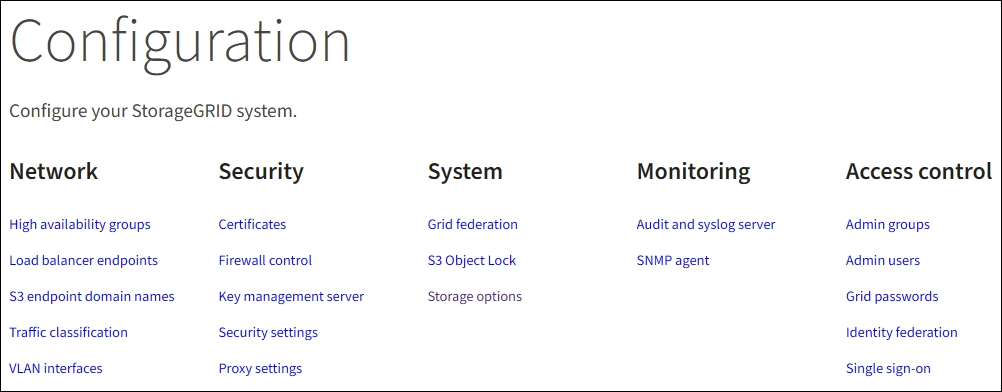 Configuration
Configure your StorageGRID system.
Network
High availability groups
Load balancer endpoints
S3 endpoint domain names
Traffic classification
VLAN interfaces
Security
Certificates
Firewall control
Key management server
Security settings
Proxy settings
System
Grid federation
S3 Object Lock
Storage options
Monitoring
Audit and syslog server
SNMP agent
Access control
Admin groups
Admin users
Grid passwords
Identity federation
Single sign-on